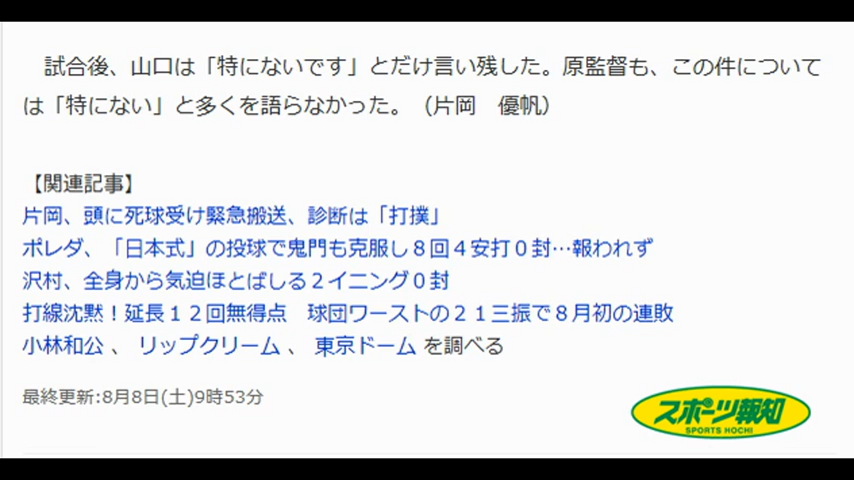 試合後、山口は「特にないです」とだけ言い残した。原監督も、この件について
は「特にない」と多くを語らなかった。（片岡　優帆）
【関連記事】
片岡、頭に死球受け緊急搬送、診断は「打撲」
ポレダ、「日本式」の投球で鬼門も克服し８回４安打０封…報われず
沢村、全身から気迫ほとばしる２イニング０封
打線沈黙！延長１２回無得点　球団ワーストの２１三振で８月初の連敗
小林和公 、 リップクリーム 、 東京ドーム を調べる
最終更新:8月8日(土)9時53分
スポーツ報知
SPORTS HOCHI